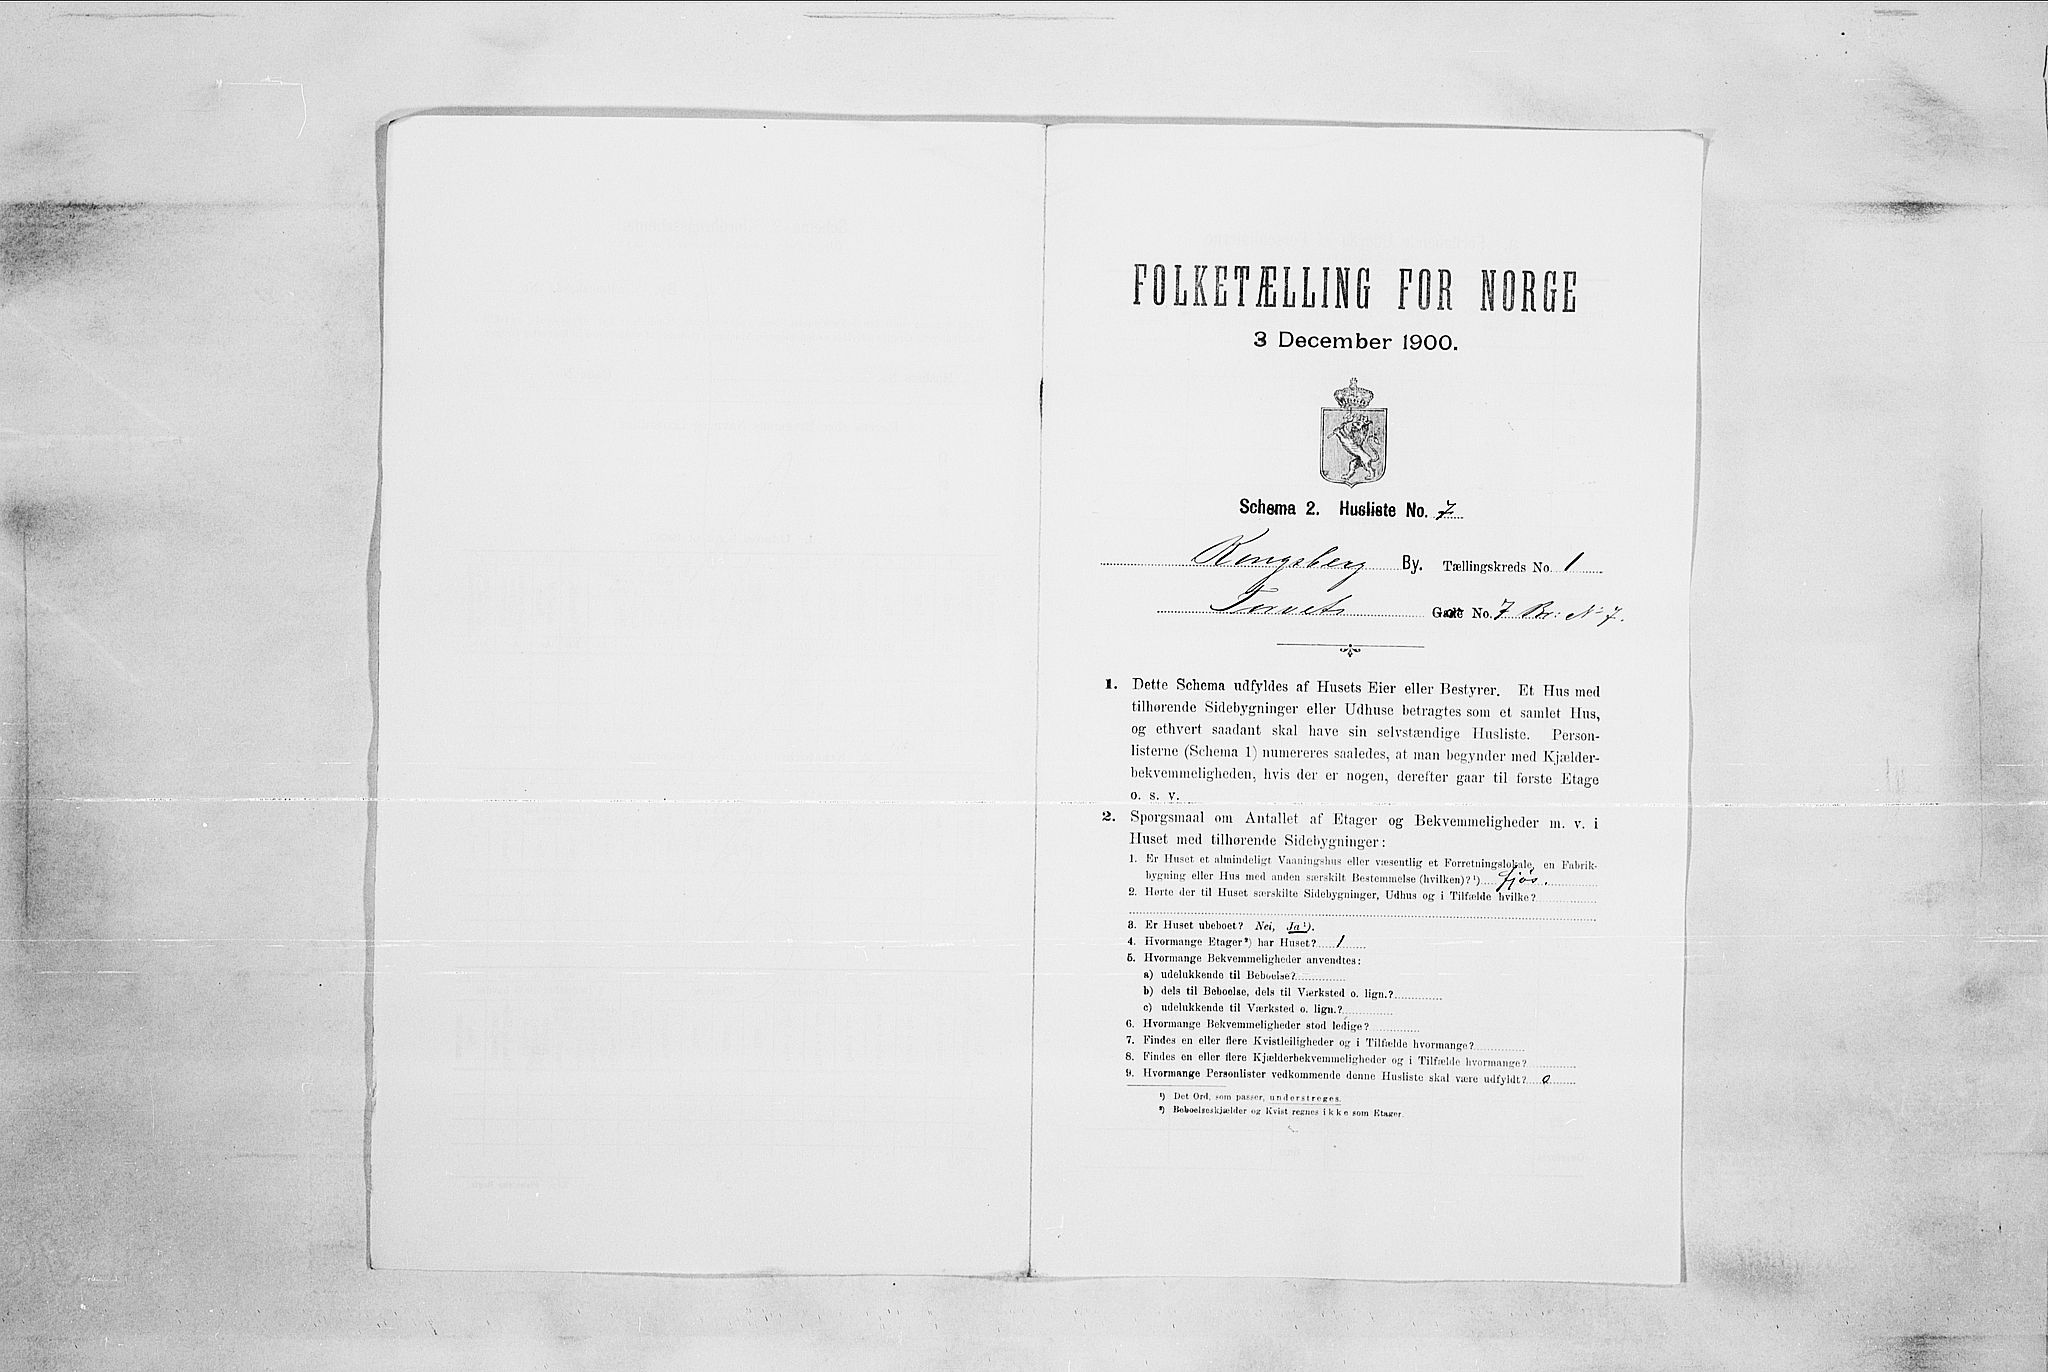 FOLKETÆLLING FOR NORGE
3 December 1900.
Schema 2. Husliste No. 7
Kongsberg By. Tællingskreds No. 1
Torvets Gade No. 7 Br: No 7.
1. Dette Schema udfyldes af Husets Eier eller Bestyrer. Et Hus med
tilhørende Sidebygninger eller Udhuse betragtes som et samlet Hus,
og ethvert saadant skal have sin selvstændige Husliste. Person-
listerne (Schema 1) numereres saaledes, at man begynder med Kjælder-
bekvemmeligheden, hvis der er nogen, derefter gaar til første Etage
o. s. v.
2. Spørgsmaal om Antallet af Etager og Bekvemmeligheder m. v. i
Huset med tilhørende Sidebygninger:
1. Er Huset et almindeligt Vaaningshus eller væsentlig et Forretningslokale, en Fabrik-
bygning eller Hus med anden særskilt Bestemmelse (hvilken)? ¹) fjøs.
2. Hørte der til Huset særskilte Sidebygninger, Udhus og i Tilfælde hvilke?
3. Er Huset ubeboet? Nei, Ja ¹).
4. Hvormange Etager ²) har Huset? 1
5. Hvormange Bekvemmeligheder anvendtes:
a) udelukkende til Beboelse?
b) dels til Beboelse, dels til Værksted o. lign.?
c) udelukkende til Værksted o. lign.?
6. Hvormange Bekvemmeligheder stod ledige?
7. Findes en eller flere Kvistleiligheder og i Tilfælde hvormange?
8. Findes en eller flere Kjælderbekvemmeligheder og i Tilfælde hvormange?
9. Hvormange Personlister vedkommende denne Husliste skal være udfyldt? 0
¹) Det Ord, som passer, understreges.
²) Beboelseskjælder og Kvist regnes ikke som Etager.